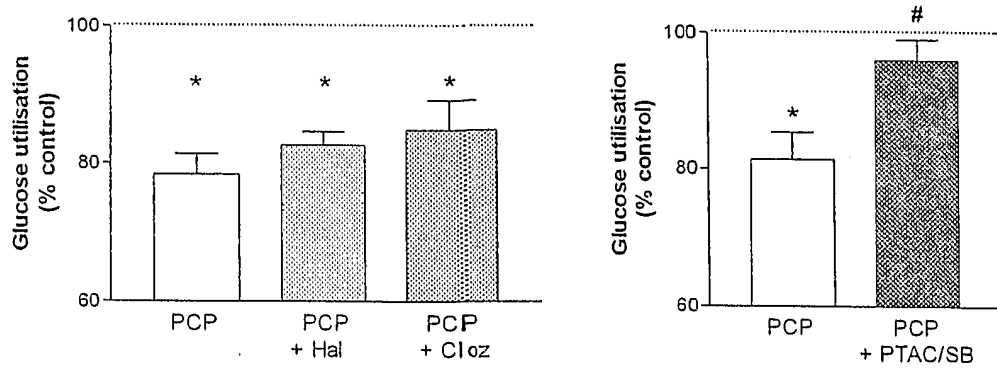 Glucose utilisation
(% control)
100
80
60
*
*
*
PCP
PCP
+ Hal
PCP
+ Cloz
Glucose utilisation
(% control)
100
80
60
*
#
PCP
PCP
+ PTAC/SB